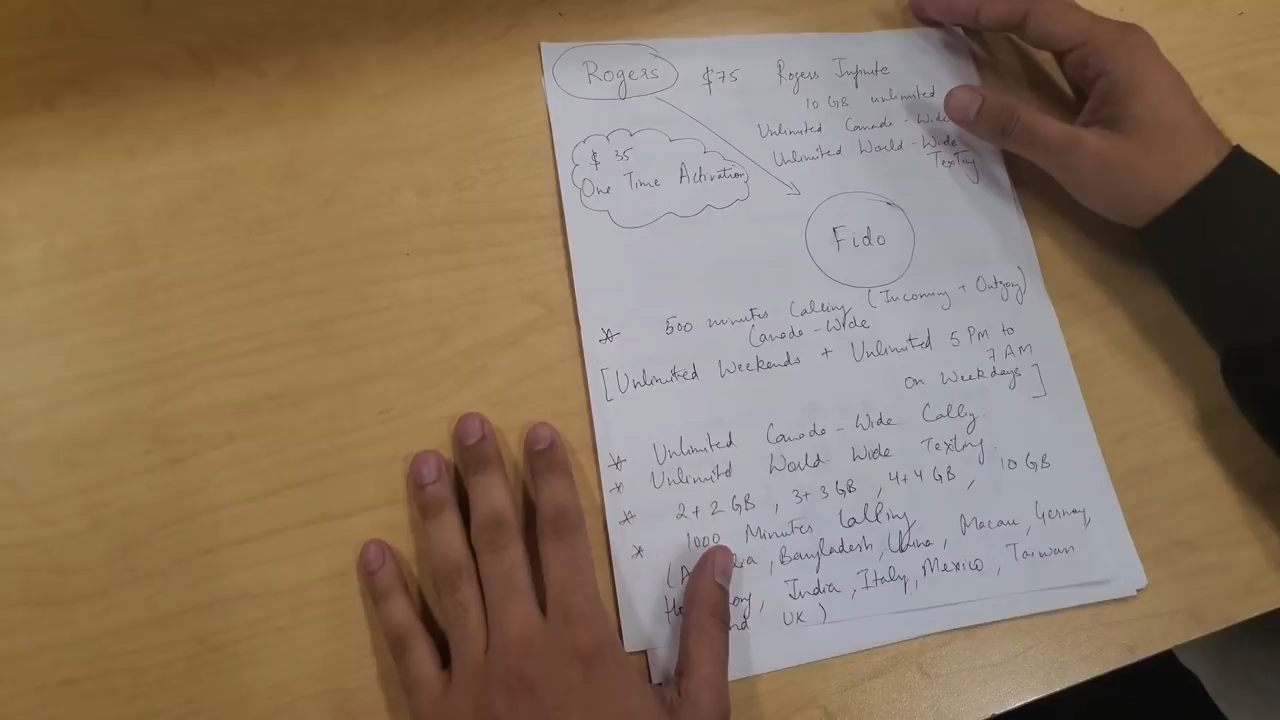 Rogers $75 Rogers Infinite
10 GB unlimited
Unlimited Canada-Wide
Unlimited World-Wide
Texting
$35
One Time Activation
Fido
* 500 minutes Calling (Incoming + Outgoing)
Canada-Wide
[Unlimited Weekends + Unlimited 5 PM to
7 AM
on Weekdays]
* Unlimited Canada-Wide Calling.
* Unlimited World Wide Texting.
* 2+2 GB, 3+3 GB, 4+4 GB, 10 GB
* 1000 Minutes Calling
Bangladesh, China, Macau, Germany,
India, Italy, Mexico, Taiwan
UK)